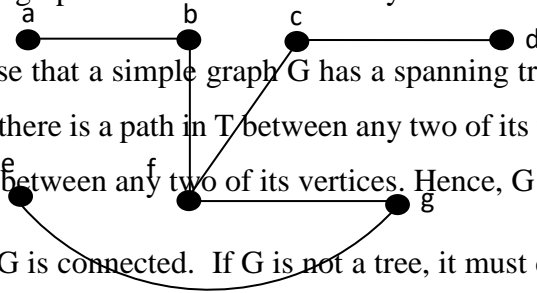 a b c
d
se that a simple graph G has a spanning tr
there is a path in T between any two of its
e f
between any two of its vertices. Hence, G
g
G is connected. If G is not a tree, it must